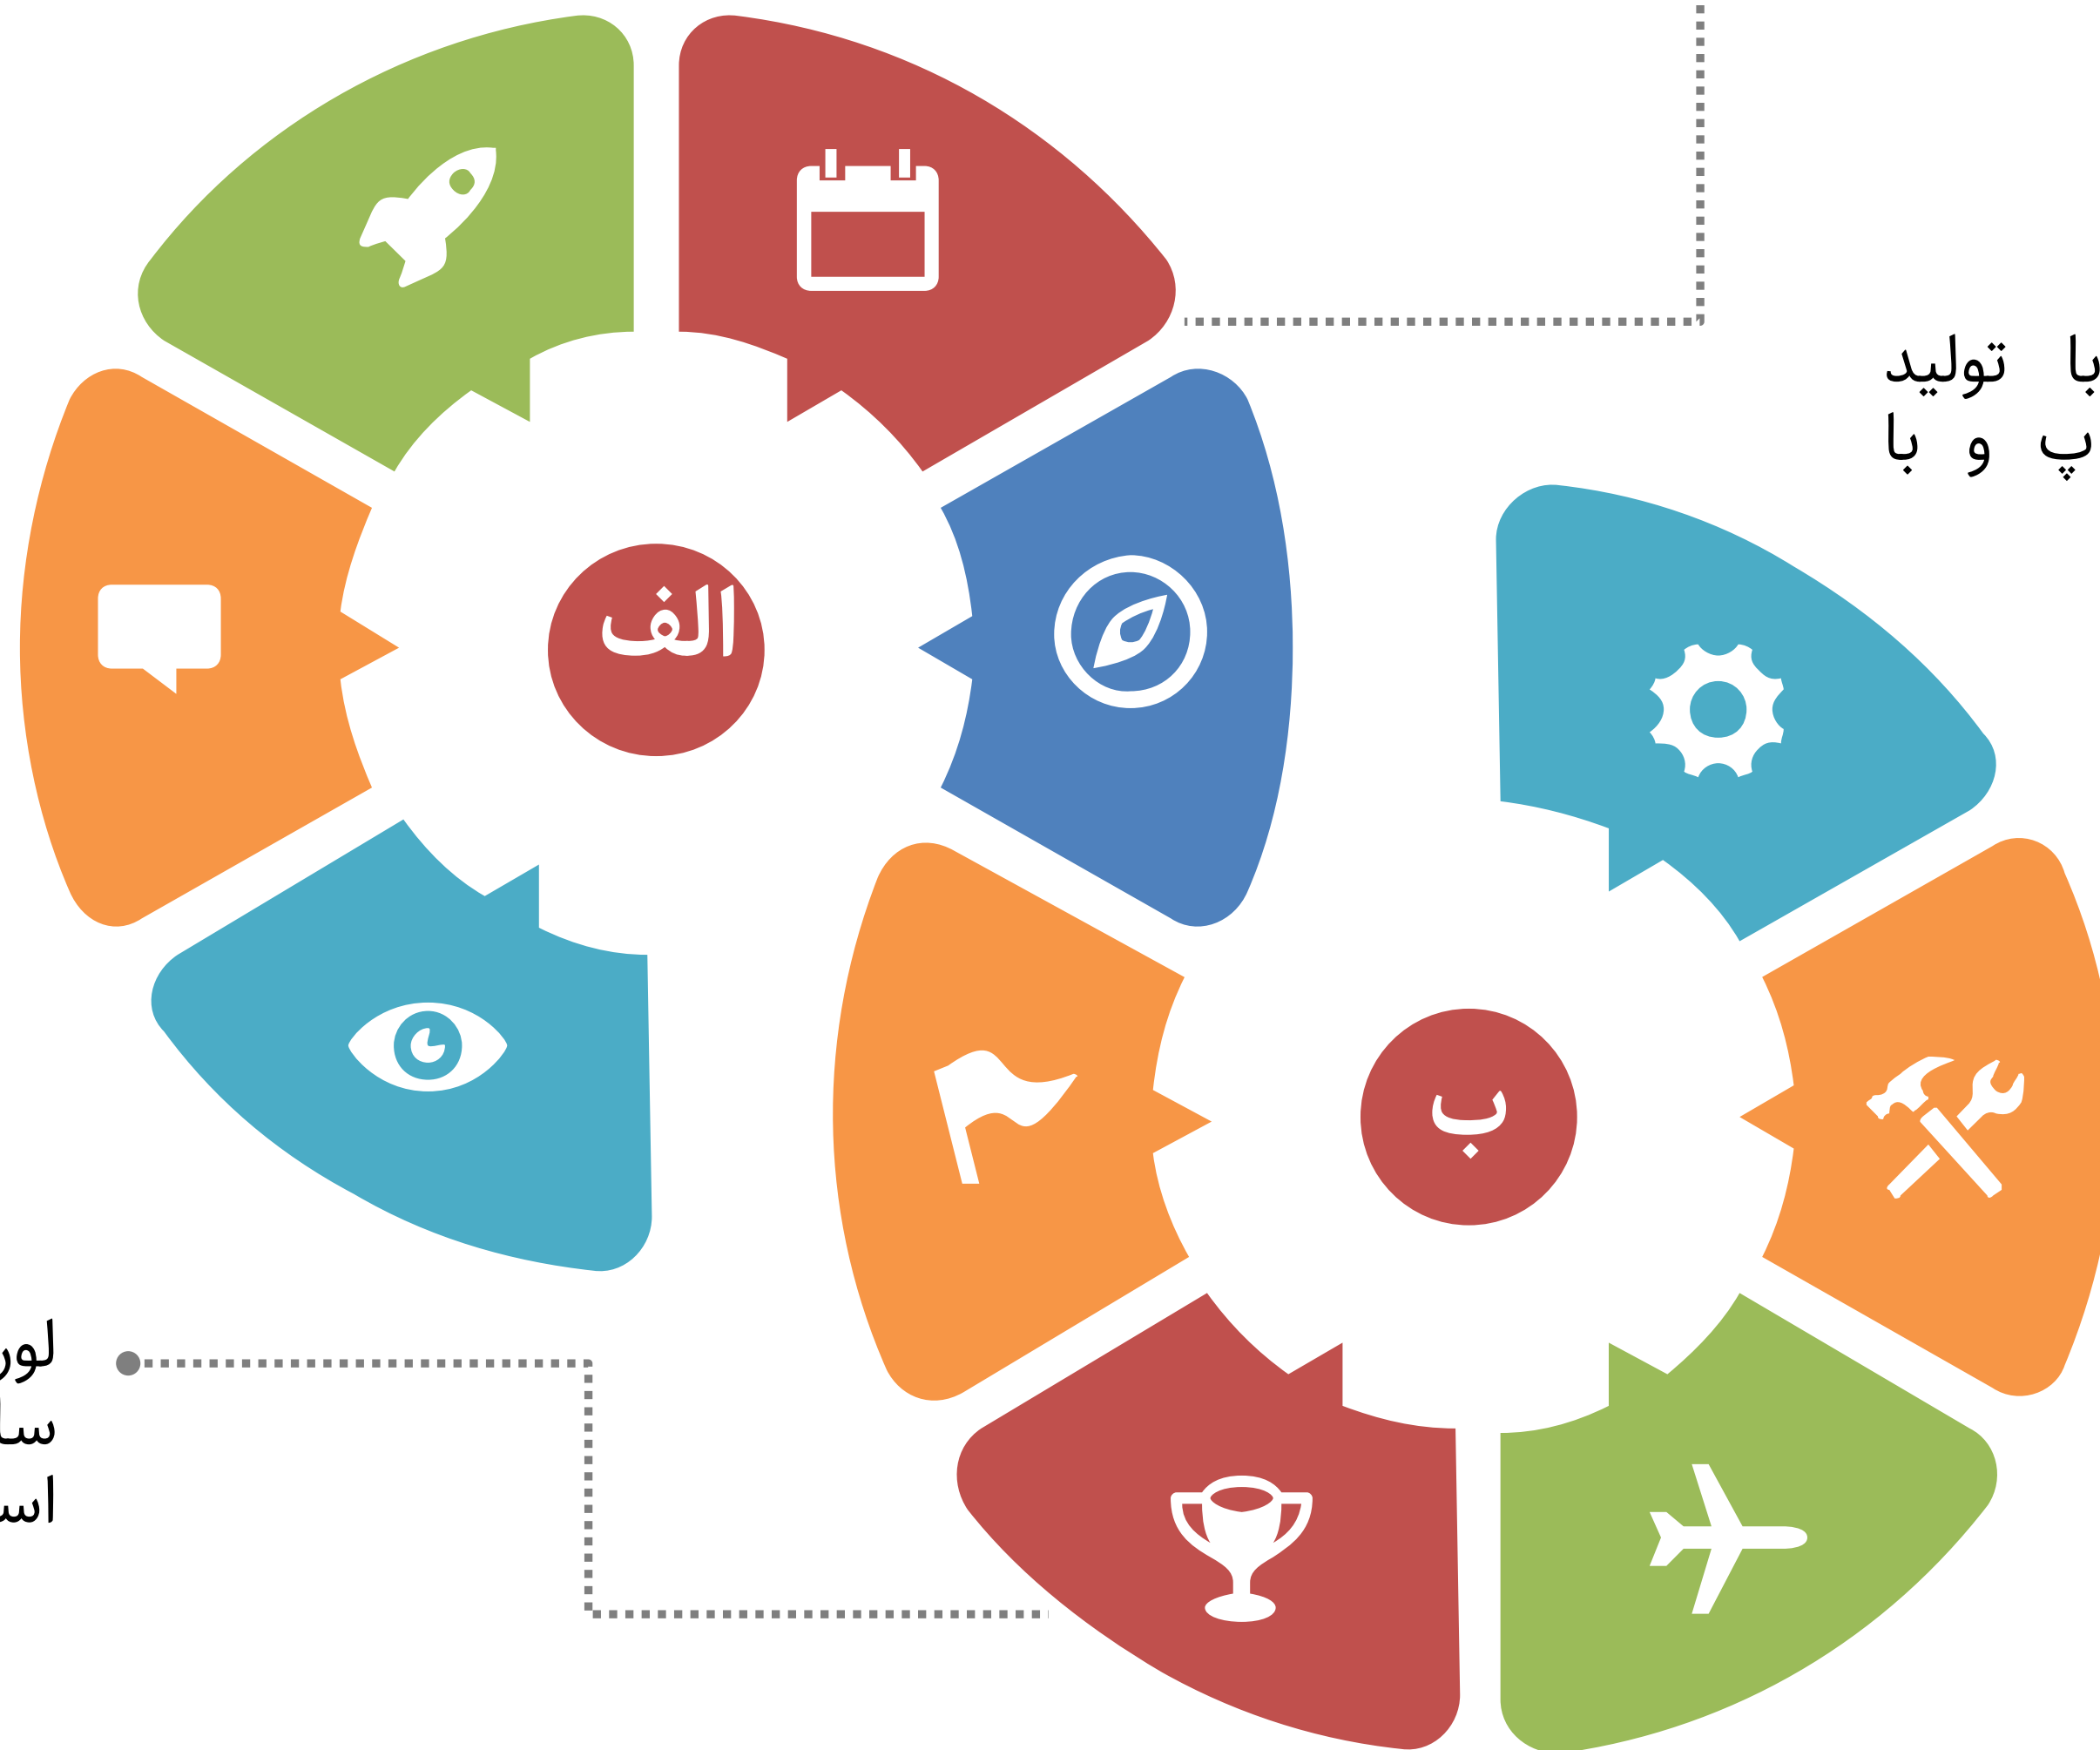 با تولید
پ و با
الف
ب
لور
سا
اس